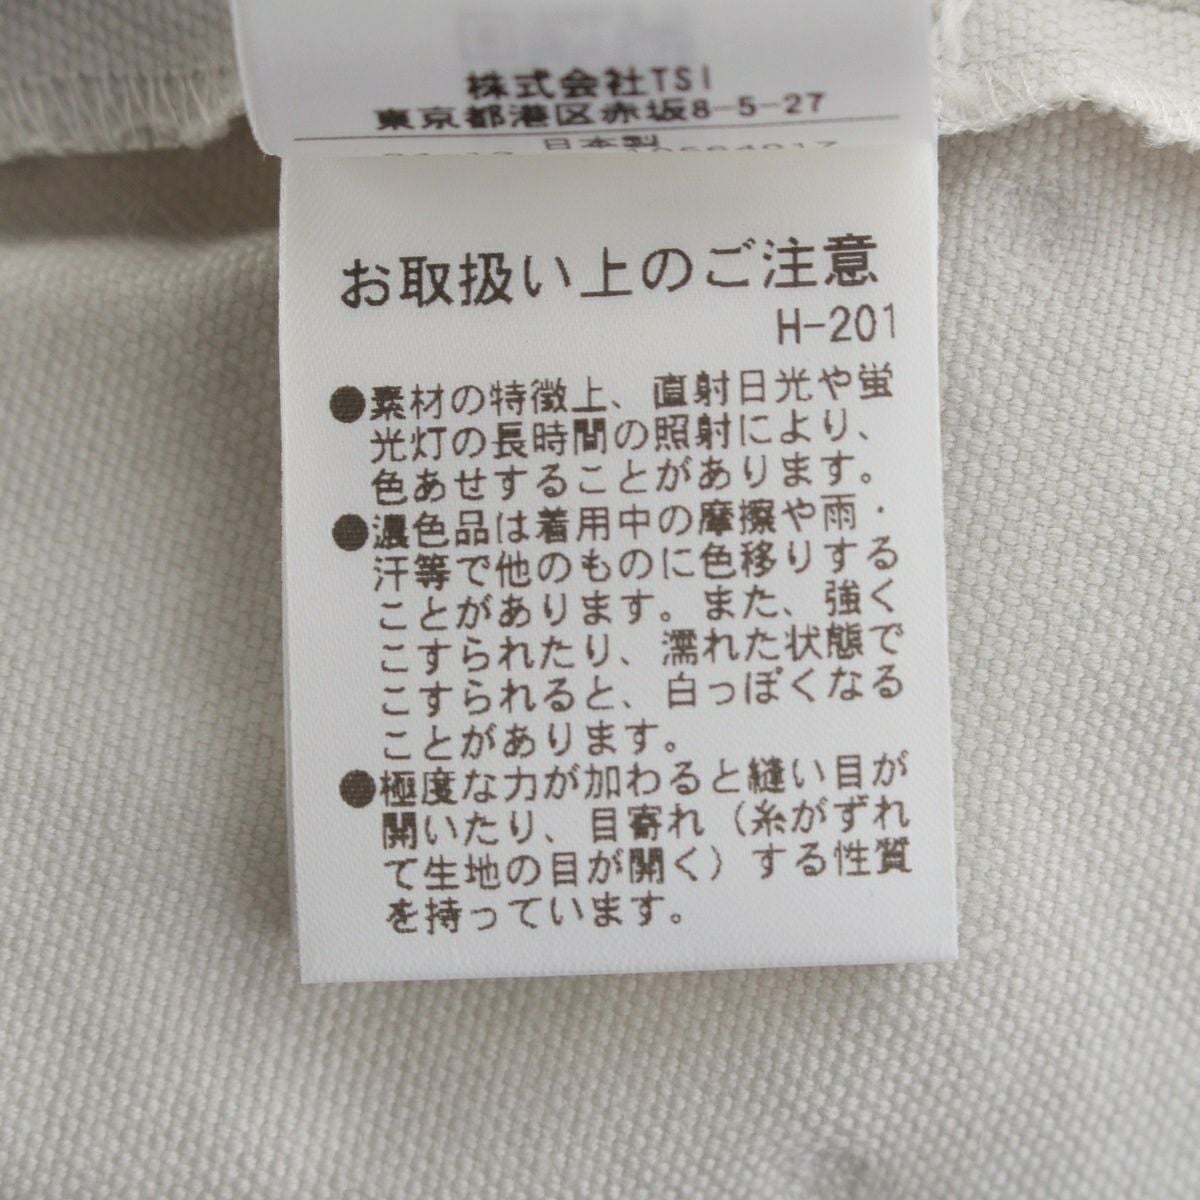 株式会社TSI
東京都港区赤坂8-5-27
日本製
お取扱い上のご注意
H-201
●素材の特徴上、直射日光や蛍
光灯の長時間の照射により、
色あせすることがあります。
●濃色品は着用中の摩擦や雨・
汗等で他のものに色移りする
ことがあります。また、強く
こすられたり、濡れた状態で
こすられると、白っぽくなる
ことがあります。
●極度な力が加わると縫い目が
開いたり、目寄れ（糸がずれ
て生地の目が開く）する性質
を持っています。